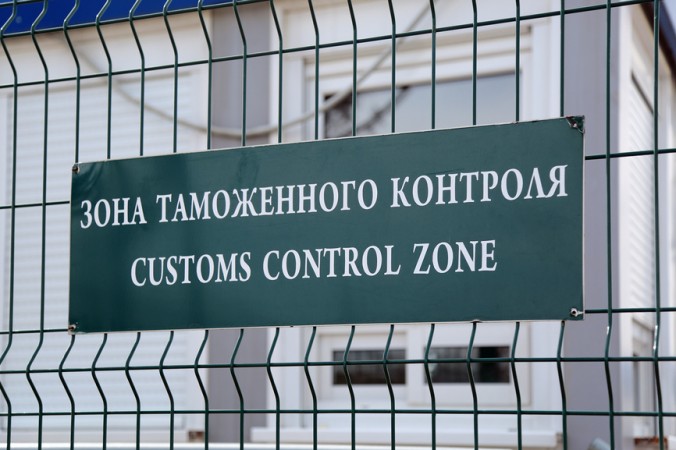 ЗОНА ТАМОЖЕННОГО КОНТРОЛЯ
CUSTOMS CONTROL ZONE